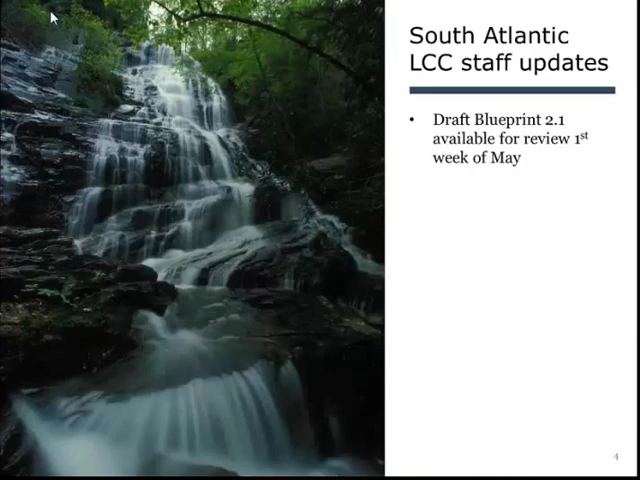 South Atlantic
LCC staff updates
• Draft Blueprint 2.1
available for review 1st
week of May
4